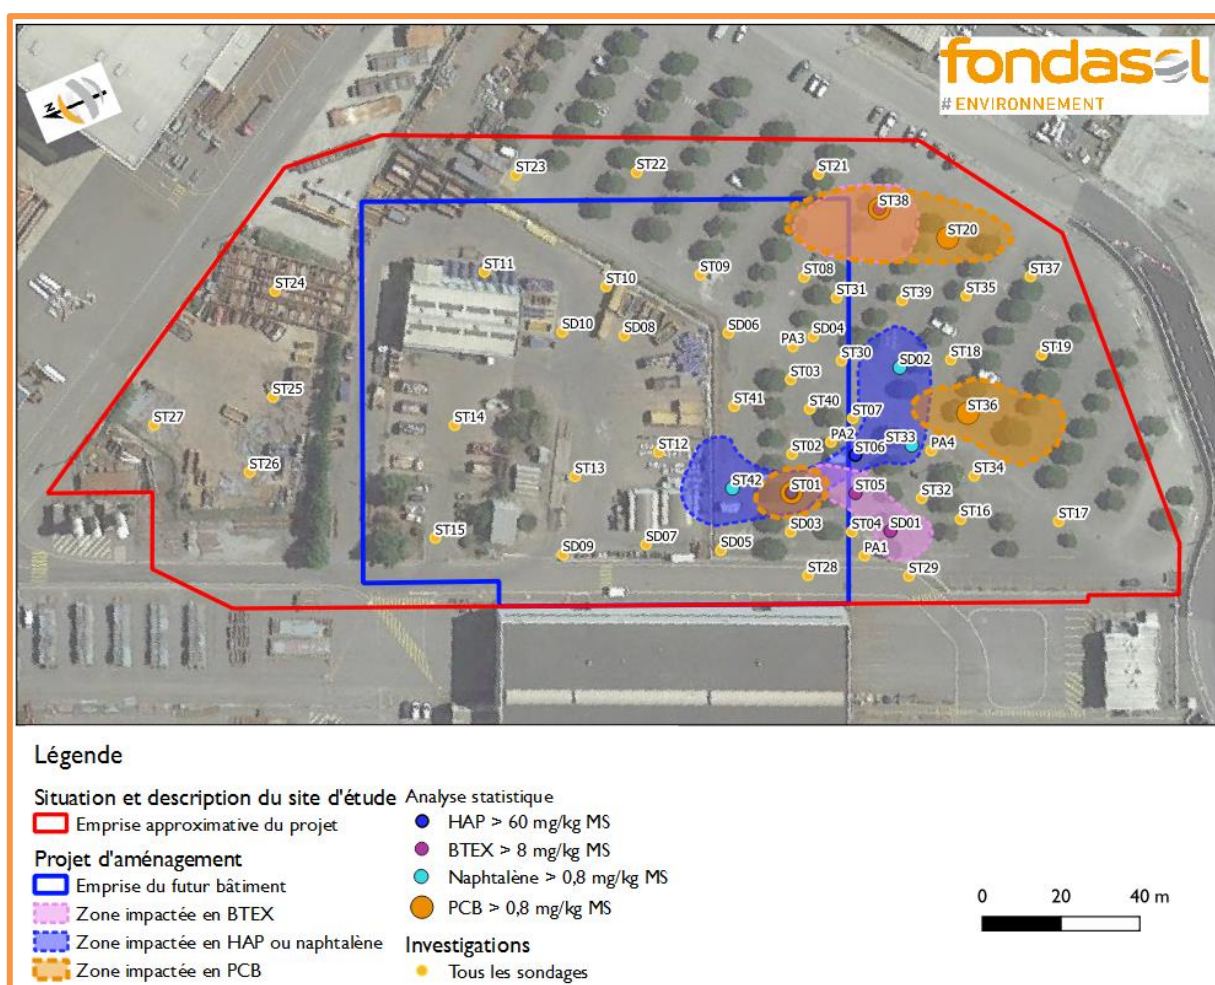 fondasol
# ENVIRONNEMENT
N
ST23
ST22
ST21
ST38
ST20
ST24
ST11
ST10
ST09
ST08
ST31
ST39
ST35
ST37
SD10
SD08
SD06
PA3
SD04
ST30
SD02
ST18
ST19
ST03
ST25
ST27
ST14
ST41
ST40
ST07
ST36
ST26
ST12
ST02
PA2
ST06
ST33
PA4
ST13
ST42
ST01
ST05
ST34
ST32
ST15
SD09
SD07
SD05
SD03
ST04
SD01
ST16
ST17
PA1
ST28
ST29
Légende
Situation et description du site d'étude
Emprise approximative du projet
Projet d'aménagement
Emprise du futur bâtiment
Zone impactée en BTEX
Zone impactée en HAP ou naphtalène
Zone impactée en PCB
Analyse statistique
HAP > 60 mg/kg MS
BTEX > 8 mg/kg MS
Naphtalène > 0,8 mg/kg MS
PCB > 0,8 mg/kg MS
Investigations
Tous les sondages
0 20 40 m